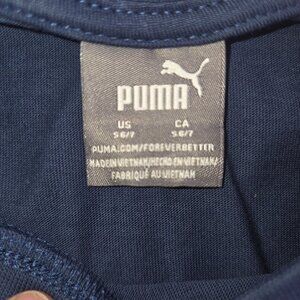 PUMA
US CA
S6/7 S6/7
PUMA.COM/FOREVERBETTER
MADE IN VIETNAM/HECHO EN VIETNAM/
FABRIQUÉ AU VIETNAM